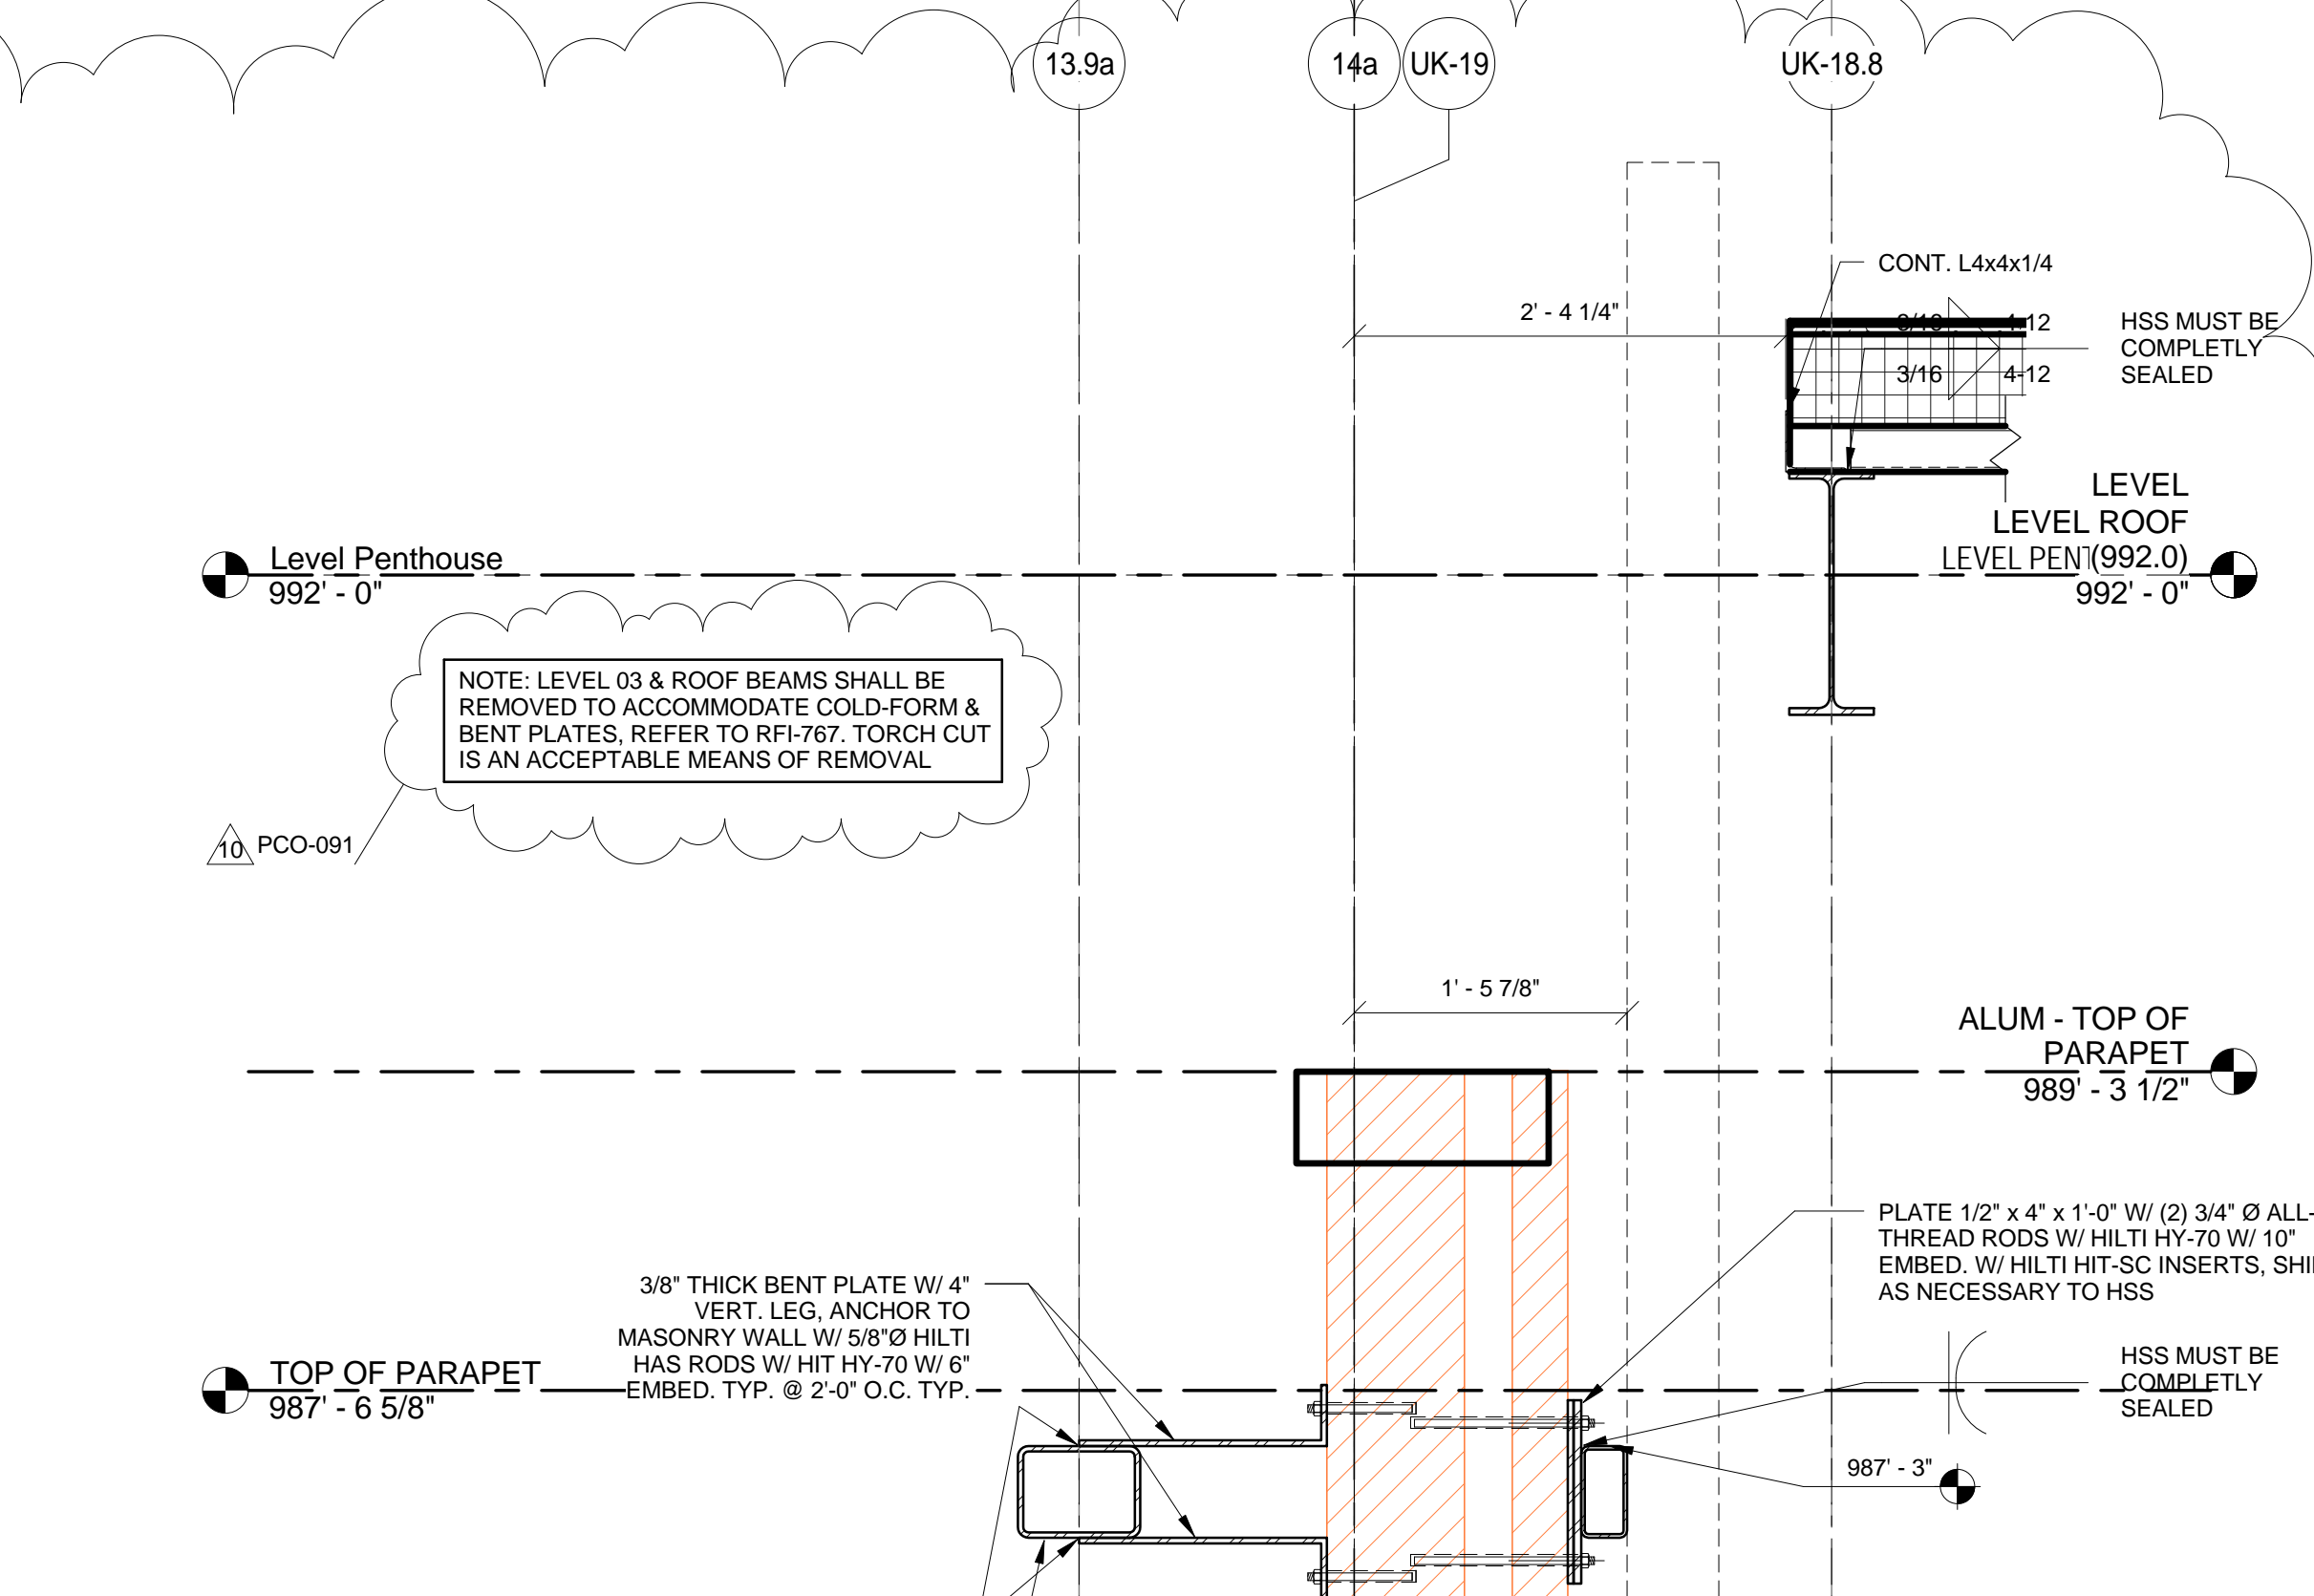 13.9a
14a
UK-19
UK-18.8
CONT. L4x4x1/4
2' - 4 1/4"
3/16 4-12
3/16 4-12
HSS MUST BE
COMPLETLY
SEALED
LEVEL
LEVEL ROOF
LEVEL PENT(992.0)
992' - 0"
Level Penthouse
992' - 0"
NOTE: LEVEL 03 & ROOF BEAMS SHALL BE
REMOVED TO ACCOMMODATE COLD-FORM &
BENT PLATES, REFER TO RFI-767. TORCH CUT
IS AN ACCEPTABLE MEANS OF REMOVAL
10 PCO-091
1' - 5 7/8"
ALUM - TOP OF
PARAPET
989' - 3 1/2"
PLATE 1/2" x 4" x 1'-0" W/ (2) 3/4" Ø ALL-
THREAD RODS W/ HILTI HY-70 W/ 10"
EMBED. W/ HILTI HIT-SC INSERTS,
AS NECESSARY TO HSS
3/8" THICK BENT PLATE W/ 4"
VERT. LEG, ANCHOR TO
MASONRY WALL W/ 5/8"Ø HILTI
HAS RODS W/ HIT HY-70 W/ 6"
EMBED. TYP. @ 2'-0" O.C. TYP.
TOP OF PARAPET
987' - 6 5/8"
HSS MUST BE
COMPLETLY
SEALED
987' - 3"